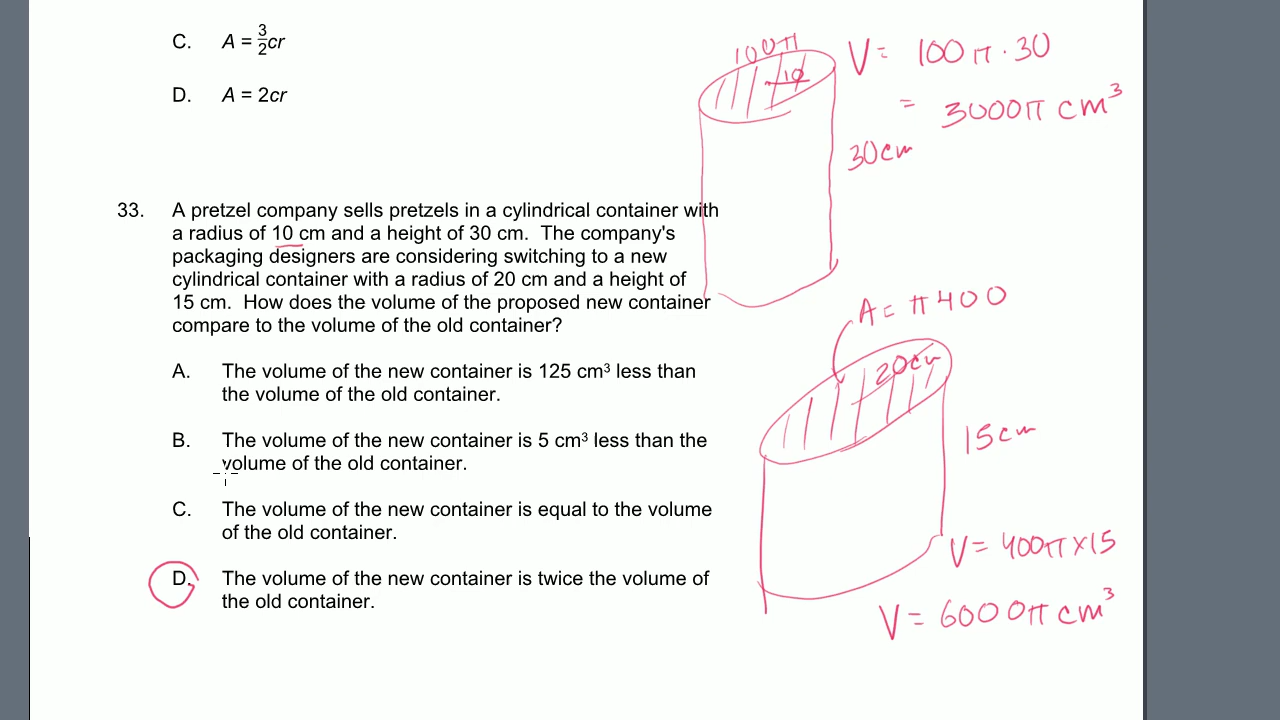 C. A = 3/2 cr
D. A = 2cr
33. A pretzel company sells pretzels in a cylindrical container with
a radius of 10 cm and a height of 30 cm. The company's
packaging designers are considering switching to a new
cylindrical container with a radius of 20 cm and a height of
15 cm. How does the volume of the proposed new container
compare to the volume of the old container?
A. The volume of the new container is 125 cm³ less than
the volume of the old container.
B. The volume of the new container is 5 cm³ less than the
volume of the old container.
C. The volume of the new container is equal to the volume
of the old container.
D. The volume of the new container is twice the volume of
the old container.
100π
10
V = 100π · 30
= 3000π cm³
30cm
A = π400
20cm
15cm
V = 400π×15
V = 6000π cm³